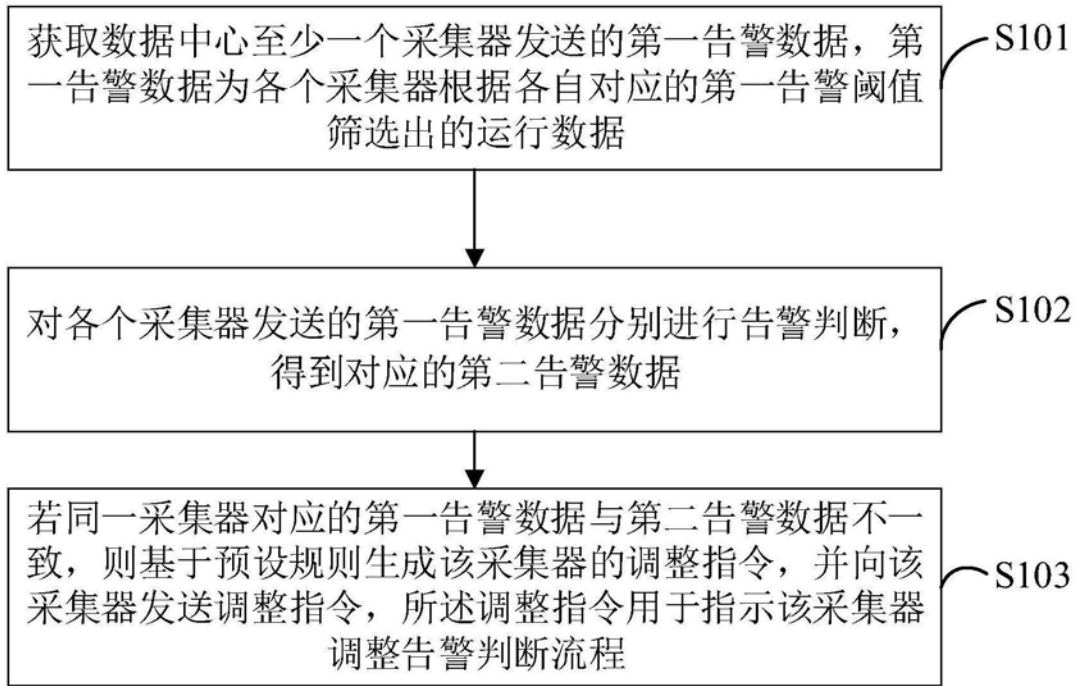 获取数据中心至少一个采集器发送的第一告警数据，第
一告警数据为各个采集器根据各自对应的第一告警阈值
筛选出的运行数据
S101
对各个采集器发送的第一告警数据分别进行告警判断，
得到对应的第二告警数据
S102
若同一采集器对应的第一告警数据与第二告警数据不一
致，则基于预设规则生成该采集器的调整指令，并向该
采集器发送调整指令，所述调整指令用于指示该采集器
调整告警判断流程
S103